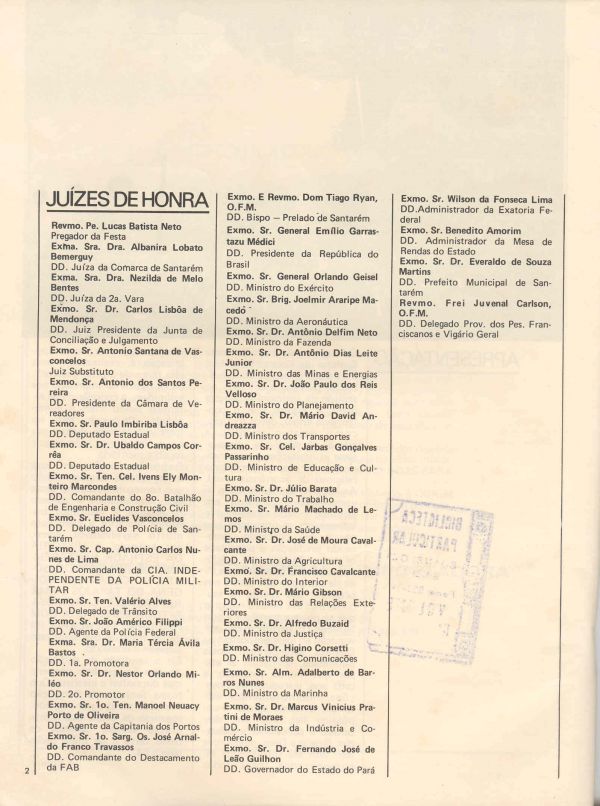 JUÍZES DE HONRA
Revmo. Pe. Lucas Batista Neto
Pregador da Festa
Exma. Sra. Dra. Albanira Lobato
Bemerguy
DD. Juíza da Comarca de Santarém
Exma. Sra. Dra. Nezilda de Melo
Bentes
DD. Juíza da 2a. Vara
Exmo. Sr. Dr. Carlos Lisbôa de
Mendonça
DD. Juiz Presidente da Junta de
Conciliação e Julgamento
Exmo. Sr. Antonio Santana de Vas-
concelos
Juiz Substituto
Exmo. Sr. Antonio dos Santos Pe-
reira
DD. Presidente da Câmara de Ve-
readores
Exmo. Sr. Paulo Imbiriba Lisbôa
DD. Deputado Estadual
Exmo. Sr. Dr. Ubaldo Campos Cor-
rêa
DD. Deputado Estadual
Exmo. Sr. Ten. Cel. Ivens Ely Mon-
teiro Marcondes
DD. Comandante do 8o. Batalhão
de Engenharia e Construção Civil
Exmo. Sr. Euclides Vasconcelos
DD. Delegado de Polícia de San-
tarém
Exmo. Sr. Cap. Antonio Carlos Nu-
nes de Lima
DD. Comandante da CIA. INDE-
PENDENTE DA POLÍCIA MILI-
TAR
Exmo. Sr. Ten. Valério Alves
DD. Delegado de Trânsito
Exmo. Sr. João Américo Filippi
DD. Agente da Polícia Federal
Exma. Sra. Dr. Maria Tércia Ávila
Bastos
DD. 1a. Promotora
Exmo. Sr. Dr. Nestor Orlando Mi-
léo
DD. 2o. Promotor
Exmo. Sr. 1o. Ten. Manoel Neuacy
Porto de Oliveira
DD. Agente da Capitania dos Portos
Exmo. Sr. 1o. Sarg. Os. José Arnal-
do Franco Travassos
DD. Comandante do Destacamento
da FAB
2
Exmo. E Revmo. Dom Tiago Ryan,
O.F.M.
DD. Bispo — Prelado de Santarém
Exmo. Sr. General Emílio Garras-
tazu Médici
DD. Presidente da República do
Brasil
Exmo. Sr. General Orlando Geisel
DD. Ministro do Exército
Exmo. Sr. Brig. Joelmir Araripe Ma-
cedo
DD. Ministro da Aeronáutica
Exmo. Sr. Dr. Antônio Delfim Neto
DD. Ministro da Fazenda
Exmo. Sr. Dr. Antônio Dias Leite
Junior
DD. Ministro das Minas e Energias
Exmo. Sr. Dr. João Paulo dos Reis
Velloso
DD. Ministro do Planejamento
Exmo. Sr. Dr. Mário David An-
dreazza
DD. Ministro dos Transportes
Exmo. Sr. Cel. Jarbas Gonçalves
Passarinho
DD. Ministro de Educação e Cul-
tura
Exmo. Sr. Dr. Júlio Barata
DD. Ministro do Trabalho
Exmo. Sr. Mário Machado de Le-
mos
DD. Ministro da Saúde
Exmo. Sr. Dr. José de Moura Caval-
cante
DD. Ministro da Agricultura
Exmo. Sr. Dr. Francisco Cavalcante
DD. Ministro do Interior
Exmo. Sr. Dr. Mário Gibson
DD. Ministro das Relações Exte-
riores
Exmo. Sr. Dr. Alfredo Buzaid
DD. Ministro da Justiça
Exmo. Sr. Dr. Higino Corsetti
DD. Ministro das Comunicações
Exmo. Sr. Alm. Adalberto de Bar-
ros Nunes
DD. Ministro da Marinha
Exmo. Sr. Dr. Marcus Vinicius Pra-
tini de Moraes
DD. Ministro da Indústria e Co-
mércio
Exmo. Sr. Dr. Fernando José de
Leão Guilhon
DD. Governador do Estado do Pará
Exmo. Sr. Wilson da Fonseca Lima
DD.Administrador da Exatoria Fe-
deral
Exmo. Sr. Benedito Amorim
DD. Administrador da Mesa de
Rendas do Estado
Exmo. Sr. Dr. Everaldo de Souza
Martins
DD. Prefeito Municipal de San-
tarém
Revmo. Frei Juvenal Carlson,
O.F.M.
DD. Delegado Prov. dos Pes. Fran-
ciscanos e Vigário Geral
BIBLIOTECA
PARTICULAR